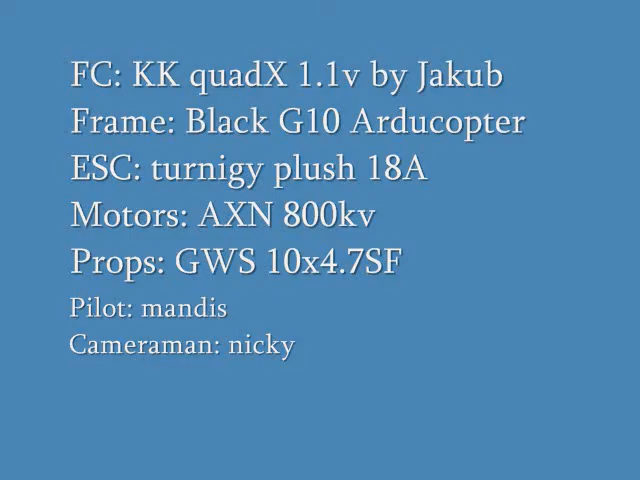 FC: KK quadX 1.1v by Jakub
Frame: Black G10 Arducopter
ESC: turnigy plush 18A
Motors: AXN 800kv
Props: GWS 10x4.7SF
Pilot: mandis
Cameraman: nicky